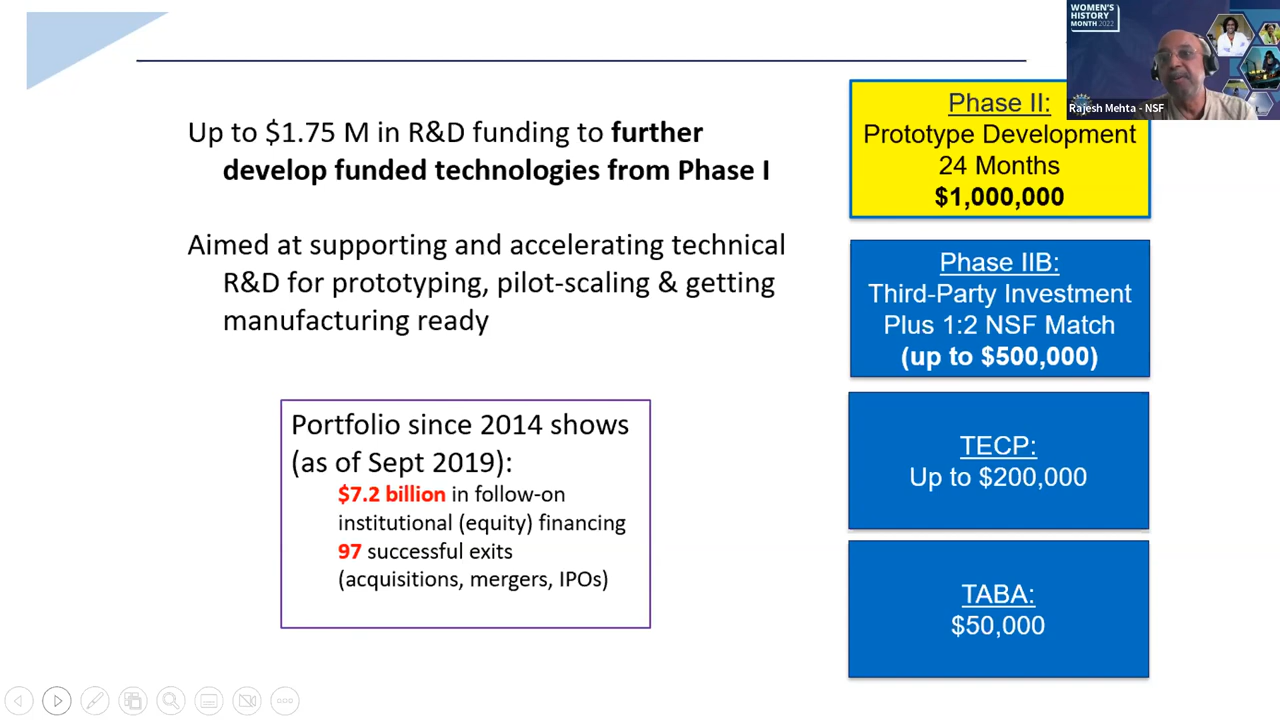 Up to $1.75 M in R&D funding to further
develop funded technologies from Phase I
Aimed at supporting and accelerating technical
R&D for prototyping, pilot-scaling & getting
manufacturing ready
Portfolio since 2014 shows
(as of Sept 2019):
$7.2 billion in follow-on
institutional (equity) financing
97 successful exits
(acquisitions, mergers, IPOs)
Phase II:
Prototype Development
24 Months
$1,000,000
Phase IIB:
Third-Party Investment
Plus 1:2 NSF Match
(up to $500,000)
TECP:
Up to $200,000
TABA:
$50,000
WOMEN'S
HISTORY
MONTH 2022
Rajesh Mehta - NSF